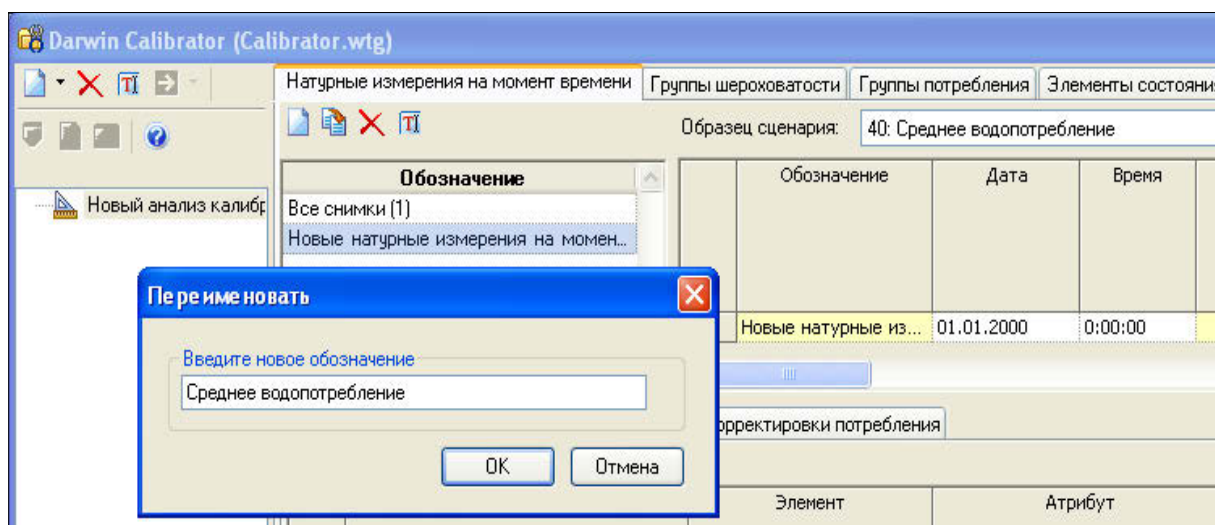 Darwin Calibrator (Calibrator.wtg)
Натурные измерения на момент времени Группы шероховатости Группы потребления Элементы состояния
Образец сценария: 40: Среднее водопотребление
Обозначение
Все снимки (1)
Новые натурные измерения на момен...
Обозначение Дата Время
Новые натурные из... 01.01.2000 0:00:00
Новый анализ калибр
Переименовать
Введите новое обозначение
Среднее водопотребление
OK Отмена
орректировки потребления
Элемент Атрибут